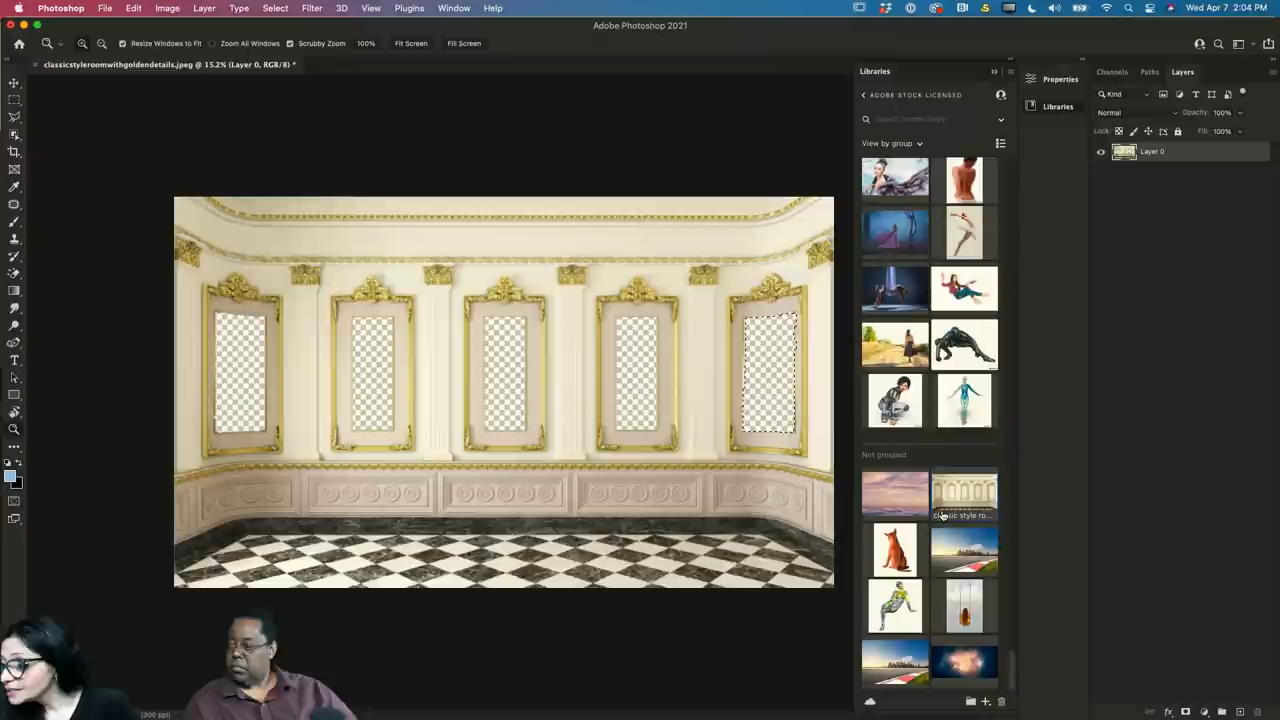 Photoshop File Edit Image Layer Type Select Filter 3D View Plugins Window Help Wed Apr 7 2:04 PM
Adobe Photoshop 2021
Resize Windows to Fit Zoom All Windows Scrubby Zoom 100% Fit Screen Fill Screen
classicstyleroomwithgoldendetails.jpeg @ 15.2% (Layer 0, RGB/8) *
Libraries
ADOBE STOCK LICENSED
View by group
Not grouped
Properties
Libraries
Channels Paths Layers
Kind
Normal Opacity: 100%
Lock: Fill: 100%
Layer 0